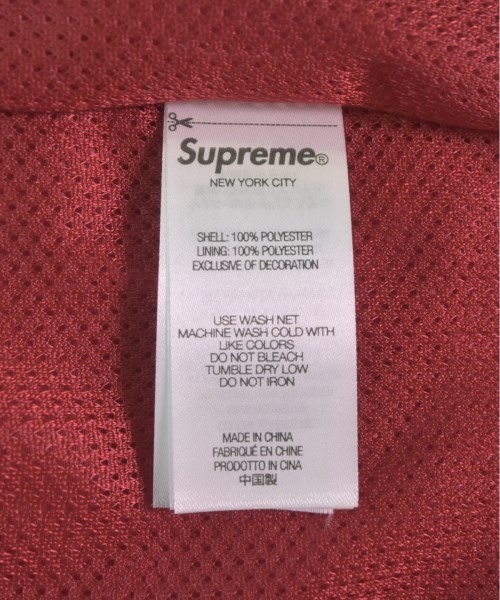 Supreme®
NEW YORK CITY
SHELL: 100% POLYESTER
LINING: 100% POLYESTER
EXCLUSIVE OF DECORATION
USE WASH NET
MACHINE WASH COLD WITH
LIKE COLORS
DO NOT BLEACH
TUMBLE DRY LOW
DO NOT IRON
MADE IN CHINA
FABRIQUÉ EN CHINE
PRODOTTO IN CINA
中国製